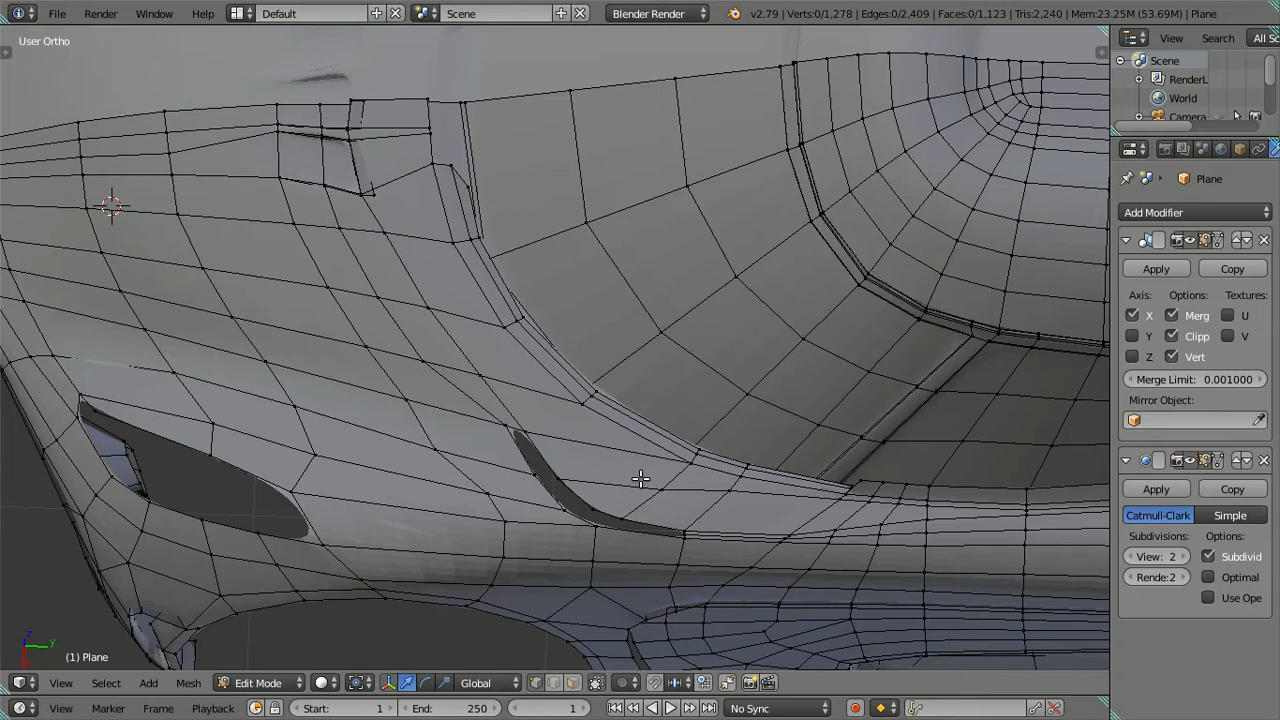 File Render Window Help Default Scene Blender Render v2.79 | Verts:0/1,278 | Edges:0/2,409 | Faces:0/1,123 | Tris:2,240 | Mem:23.25M (53.69M) | Plane
User Ortho
View Search All Sc
Scene
RenderL
World
Camera
Plane
Add Modifier
Apply Copy
Axis: Options: Textures:
X Merg U
Y Clipp V
Z Vert
Merge Limit: 0.001000
Mirror Object:
Apply Copy
Catmull-Clark Simple
Subdivisions: Options:
View: 2 Subdivid
Rende:2 Optimal
Use Ope
z
y
(1) Plane
View Select Add Mesh Edit Mode Global
View Marker Frame Playback Start: 1 End: 250 1 No Sync